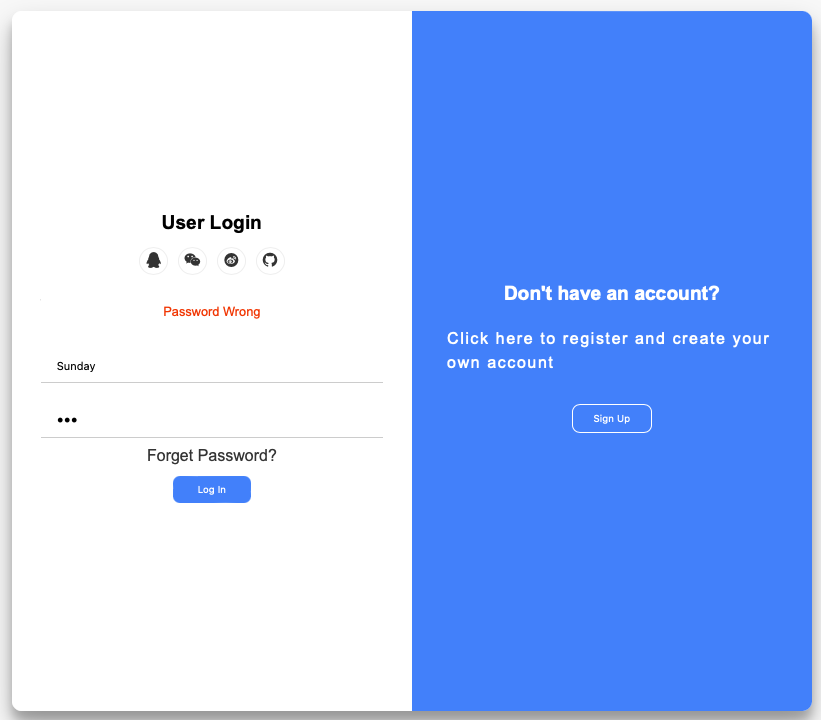 User Login
Password Wrong
Sunday
•••
Forget Password?
Log In
Don't have an account?
Click here to register and create your
own account
Sign Up